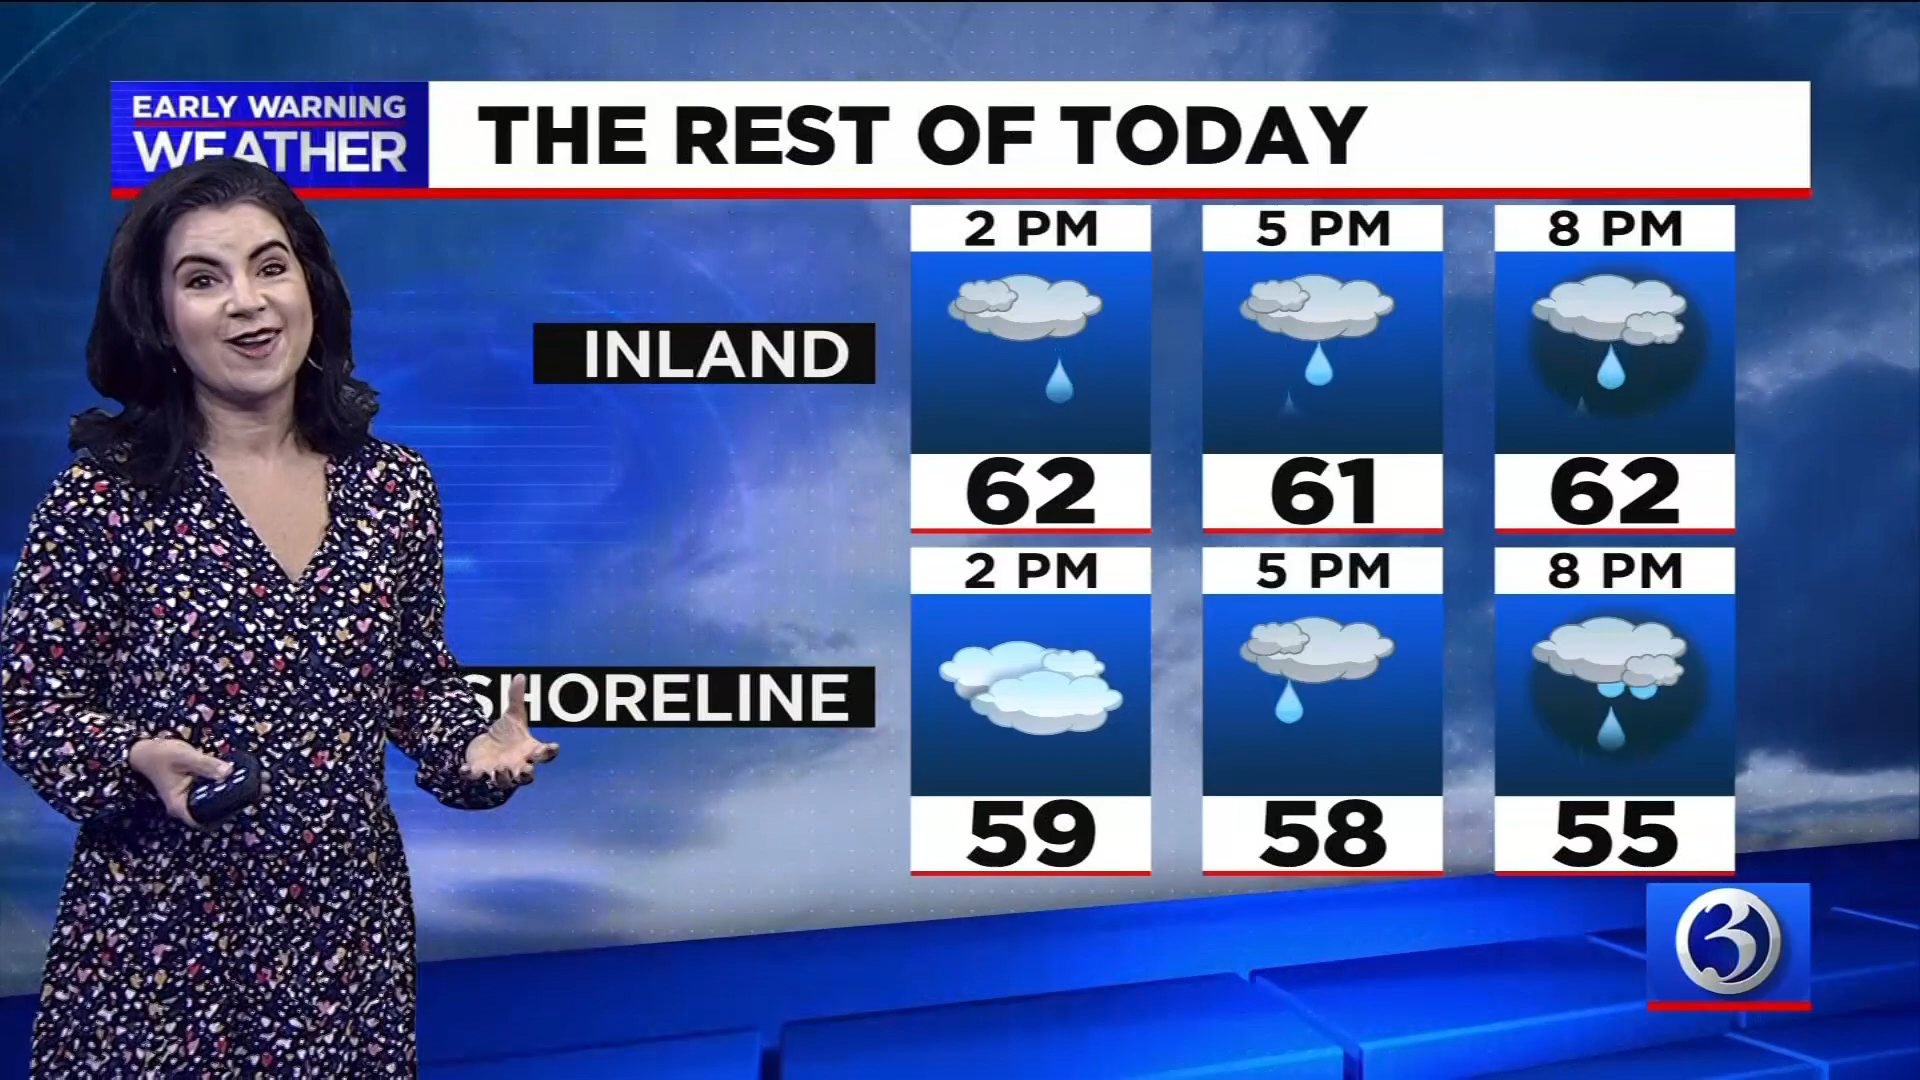 EARLY WARNING
WEATHER
THE REST OF TODAY
INLAND
2 PM 5 PM 8 PM
62 61 62
SHORELINE
2 PM 5 PM 8 PM
59 58 55
3